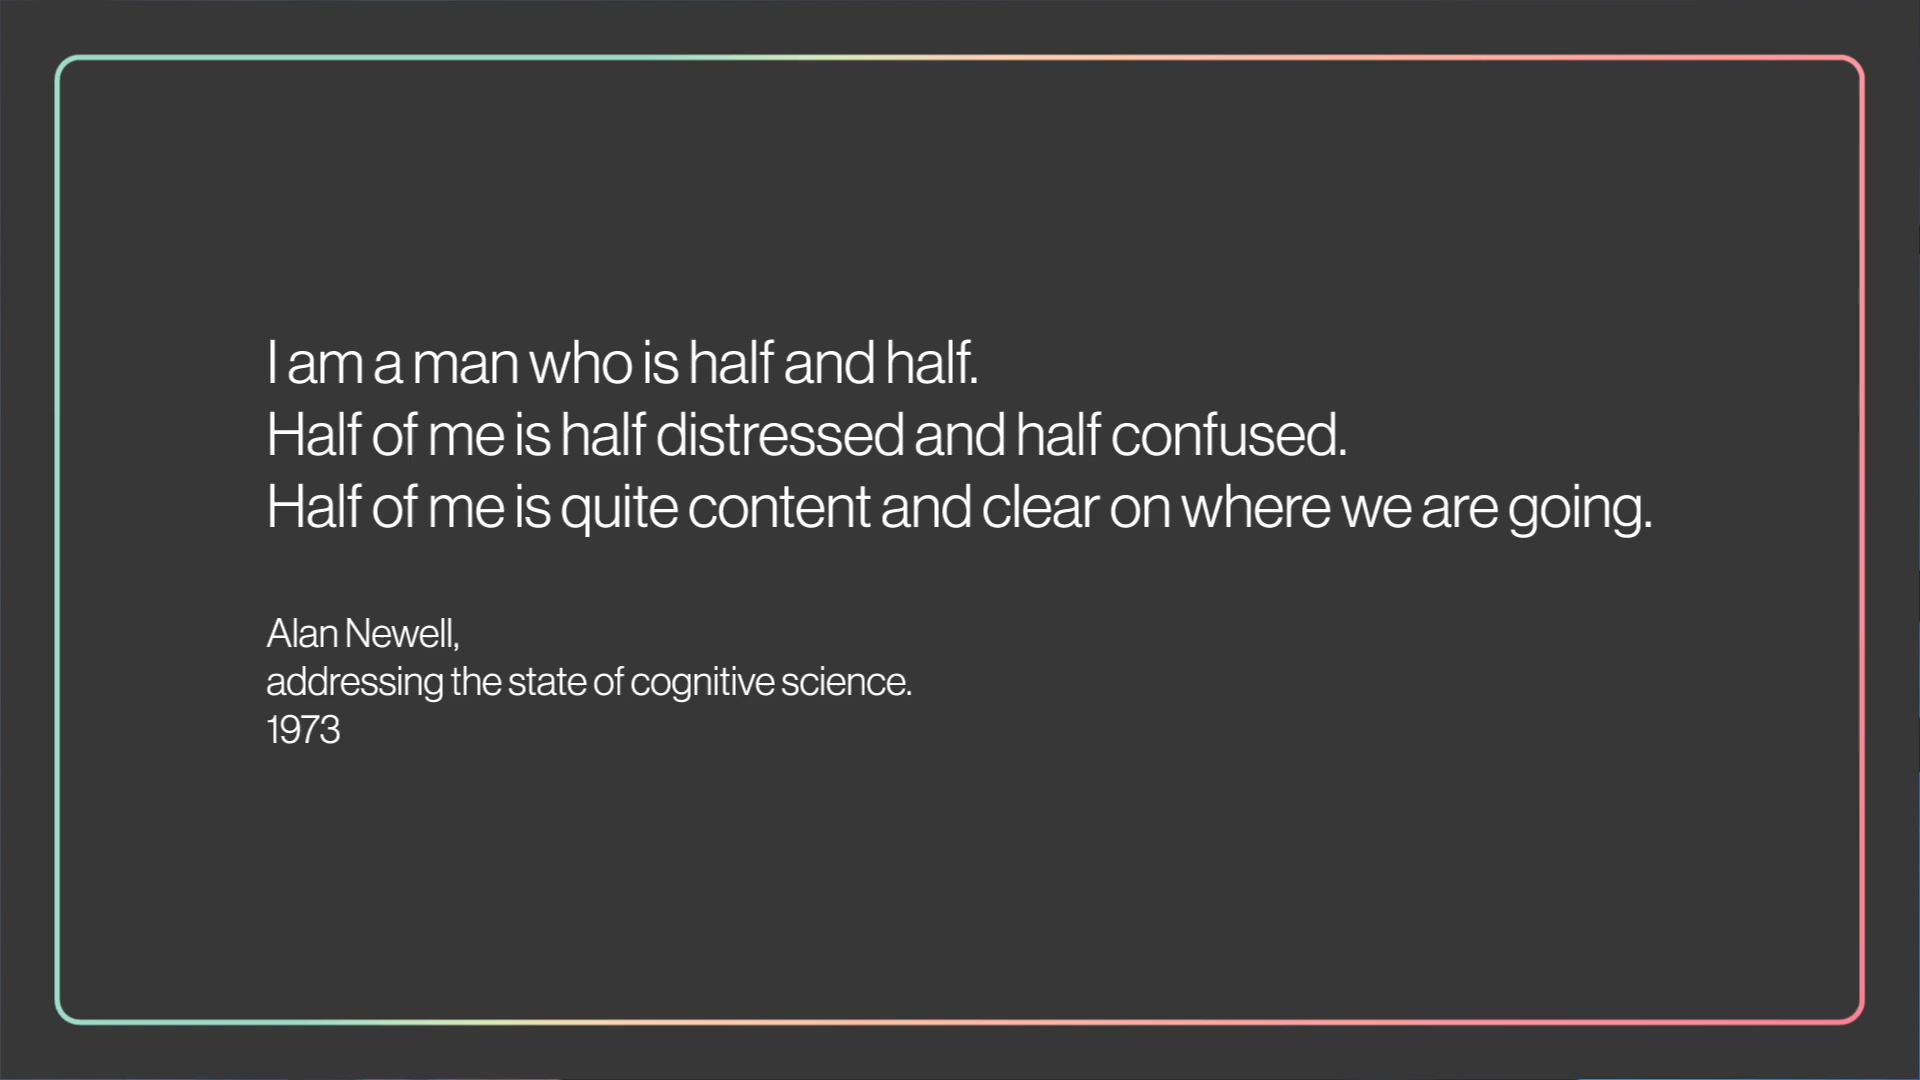 I am a man who is half and half.
Half of me is half distressed and half confused.
Half of me is quite content and clear on where we are going.
Alan Newell,
addressing the state of cognitive science.
1973